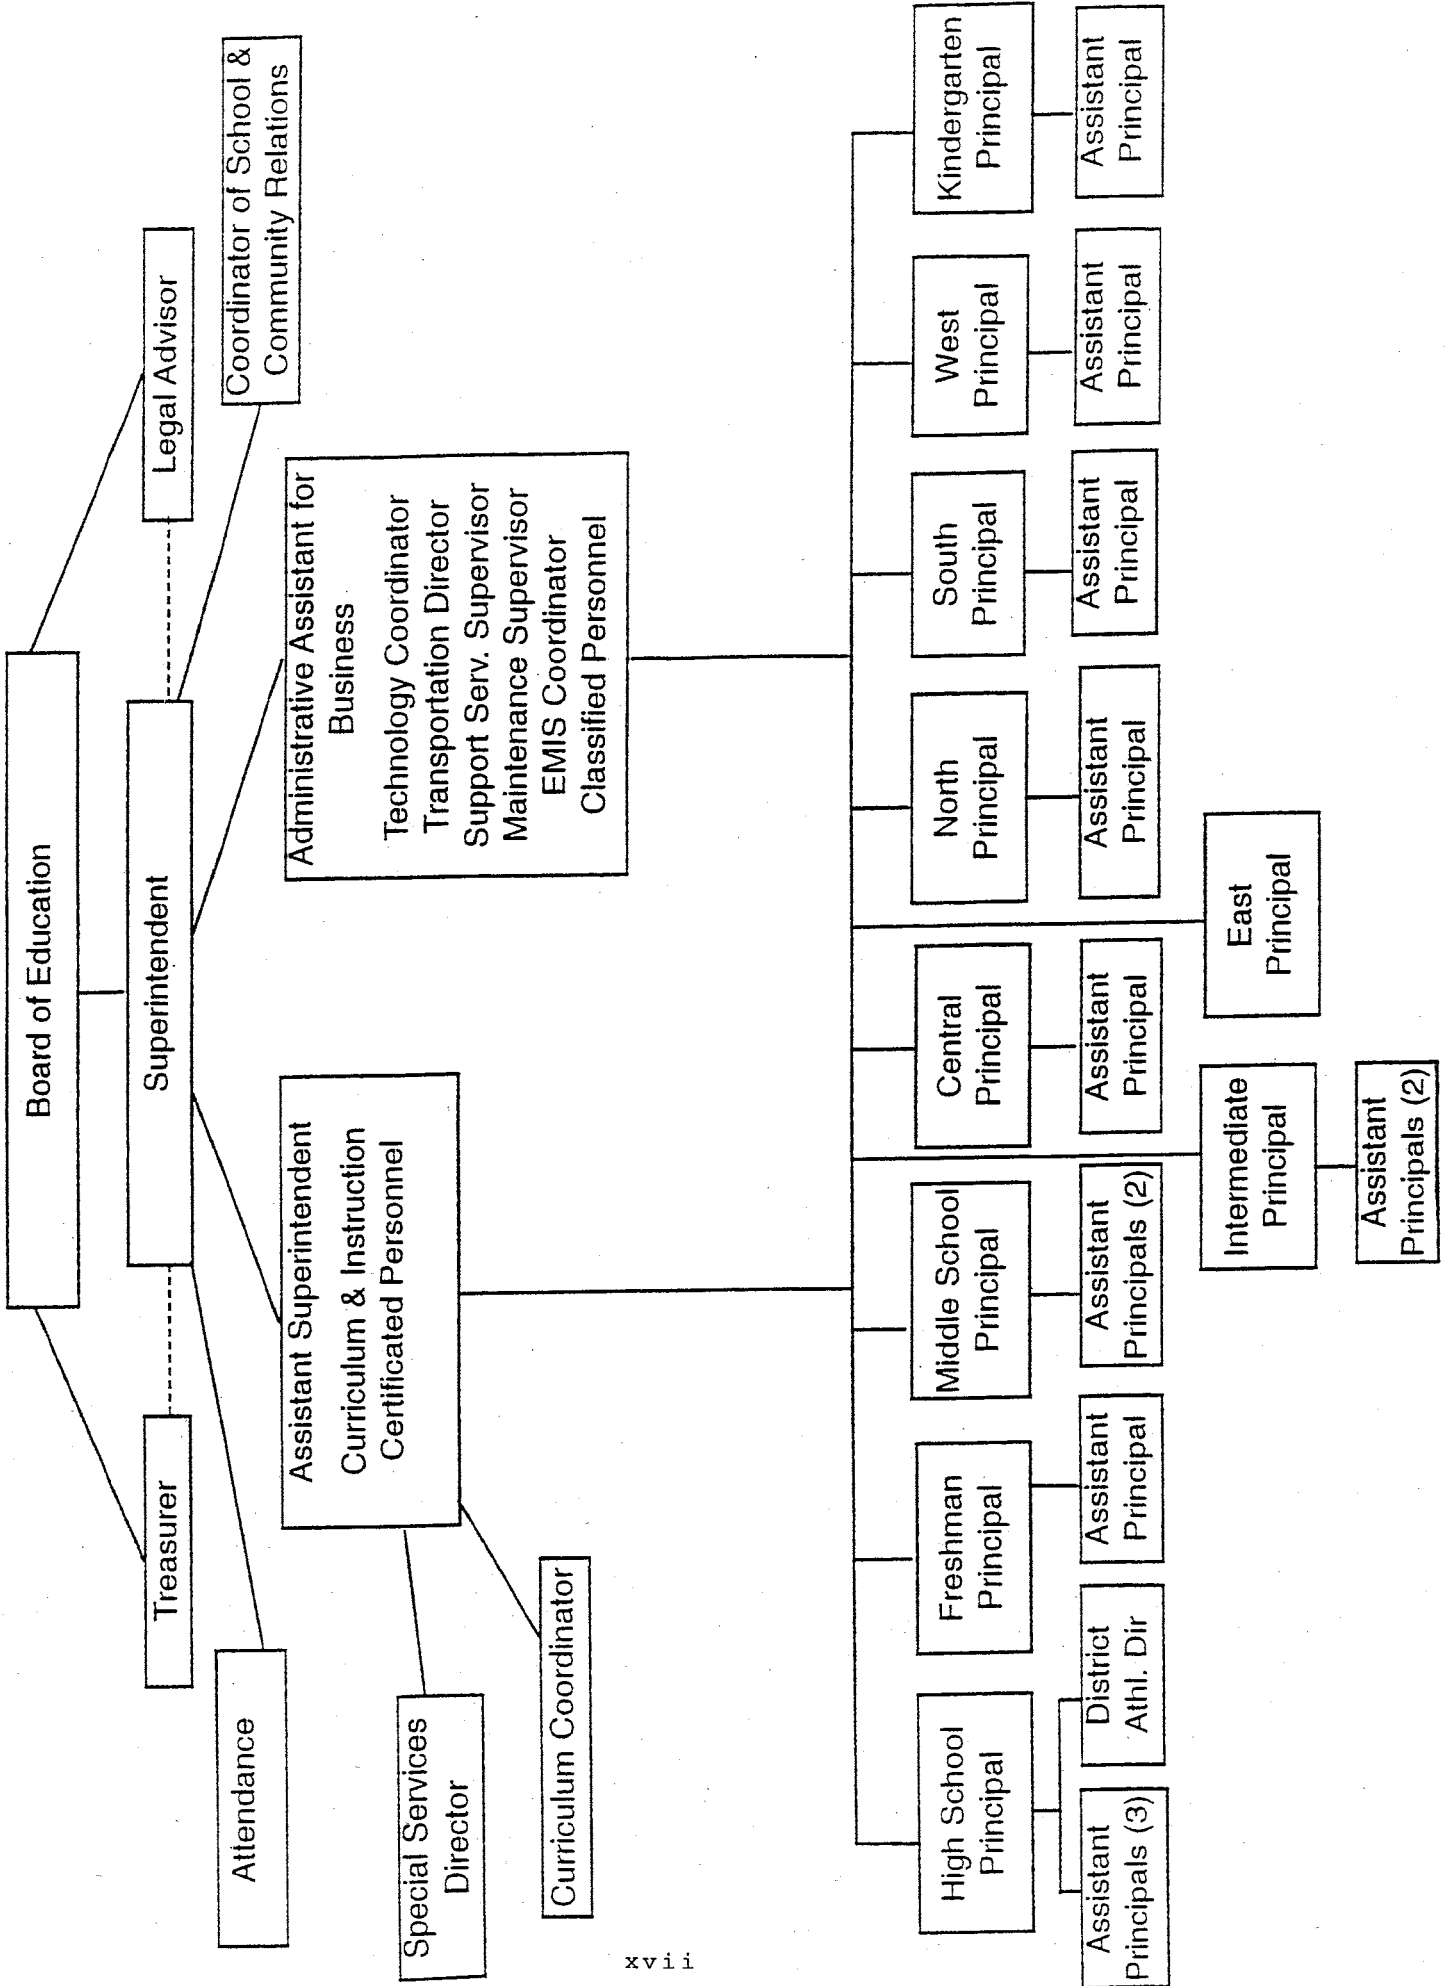 Board of Education
Treasurer
Superintendent
Legal Advisor
Attendance
Coordinator of School &
Community Relations
Assistant Superintendent
Curriculum & Instruction
Certificated Personnel
Administrative Assistant for
Business
Technology Coordinator
Transportation Director
Support Serv. Supervisor
Maintenance Supervisor
EMIS Coordinator
Classified Personnel
Special Services
Director
Curriculum Coordinator
High School
Principal
Freshman
Principal
Middle School
Principal
Central
Principal
North
Principal
South
Principal
West
Principal
Kindergarten
Principal
Assistant
Principals (3)
District
Athl. Dir
Assistant
Principal
Assistant
Principals (2)
Assistant
Principal
Assistant
Principal
Assistant
Principal
Assistant
Principal
Assistant
Principal
Intermediate
Principal
East
Principal
Assistant
Principals (2)
xvii